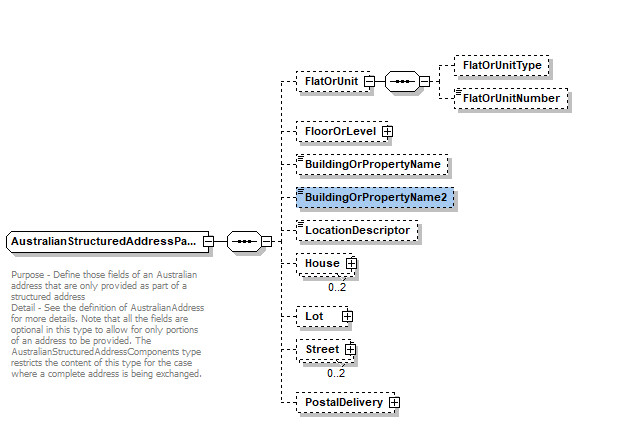 FlatOrUnit
FlatOrUnitType
FlatOrUnitNumber
FloorOrLevel
BuildingOrPropertyName
BuildingOrPropertyName2
AustralianStructuredAddressPa...
LocationDescriptor
House
0..2
Lot
Street
0..2
PostalDelivery
Purpose - Define those fields of an Australian
address that are only provided as part of a
structured address
Detail - See the definition of AustralianAddress
for more details. Note that all the fields are
optional in this type to allow for only portions
of an address to be provided. The
AustralianStructuredAddressComponents type
restricts the content of this type for the case
where a complete address is being exchanged.